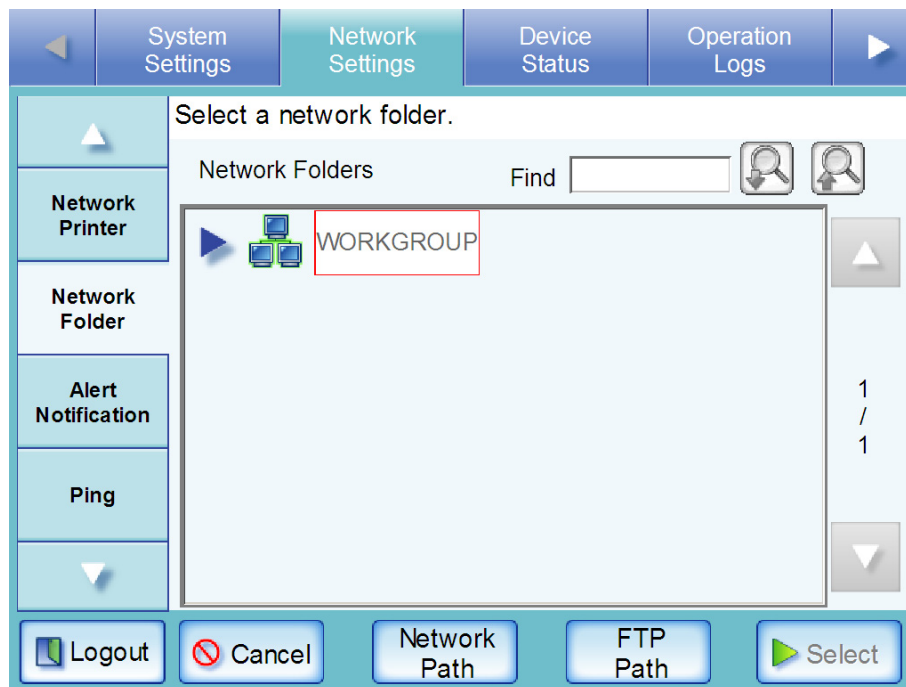 System
Settings
Network
Settings
Device
Status
Operation
Logs
Select a network folder.
Network Folders
Find
Network
Printer
WORKGROUP
Network
Folder
Alert
Notification
1
/
1
Ping
Logout
Cancel
Network
Path
FTP
Path
Select